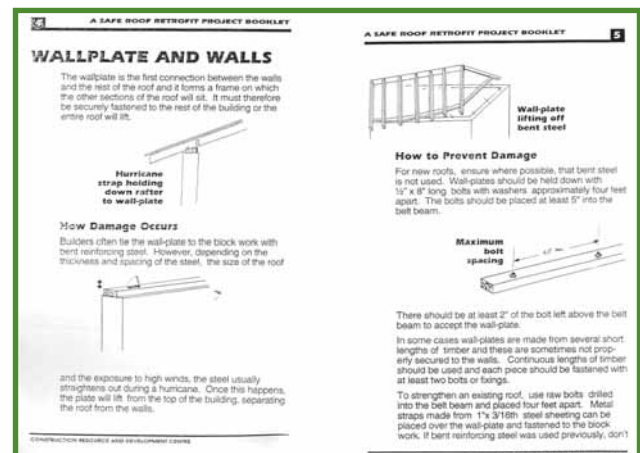 4
A SAFE ROOF RETROFIT PROJECT BOOKLET
WALLPLATE AND WALLS
The wallplate is the first connection between the walls
and the rest of the roof and it forms a frame on which
the other sections of the roof will sit. It must therefore
be securely fastened to the rest of the building or the
entire roof will lift.
Hurricane
strap holding
down rafter
to wall-plate
How Damage Occurs
Builders often tie the wall-plate to the block work with
bent reinforcing steel. However, depending on the
thickness and spacing of the steel, the size of the roof
and the exposure to high winds, the steel usually
straightens out during a hurricane. Once this happens,
the plate will lift from the top of the building, separating
the roof from the walls.
CONSTRUCTION RESOURCE AND DEVELOPMENT CENTRE
A SAFE ROOF RETROFIT PROJECT BOOKLET
5
Wall-plate
lifting off
bent steel
How to Prevent Damage
For new roofs, ensure where possible, that bent steel
is not used. Wall-plates should be held down with
½" x 8" long bolts with washers approximately four feet
apart. The bolts should be placed at least 5" into the
belt beam.
Maximum
bolt
spacing
There should be at least 2" of the bolt left above the belt
beam to accept the wall-plate.
In some cases wall-plates are made from several short
lengths of timber and these are sometimes not prop-
erly secured to the walls. Continuous lengths of timber
should be used and each piece should be fastened with
at least two bolts or fixings.
To strengthen an existing roof, use raw bolts drilled
into the belt beam and placed four feet apart. Metal
straps made from 1"x 3/16th steel sheeting can be
placed over the wall-plate and fastened to the block
work. If bent reinforcing steel was used previously, don't